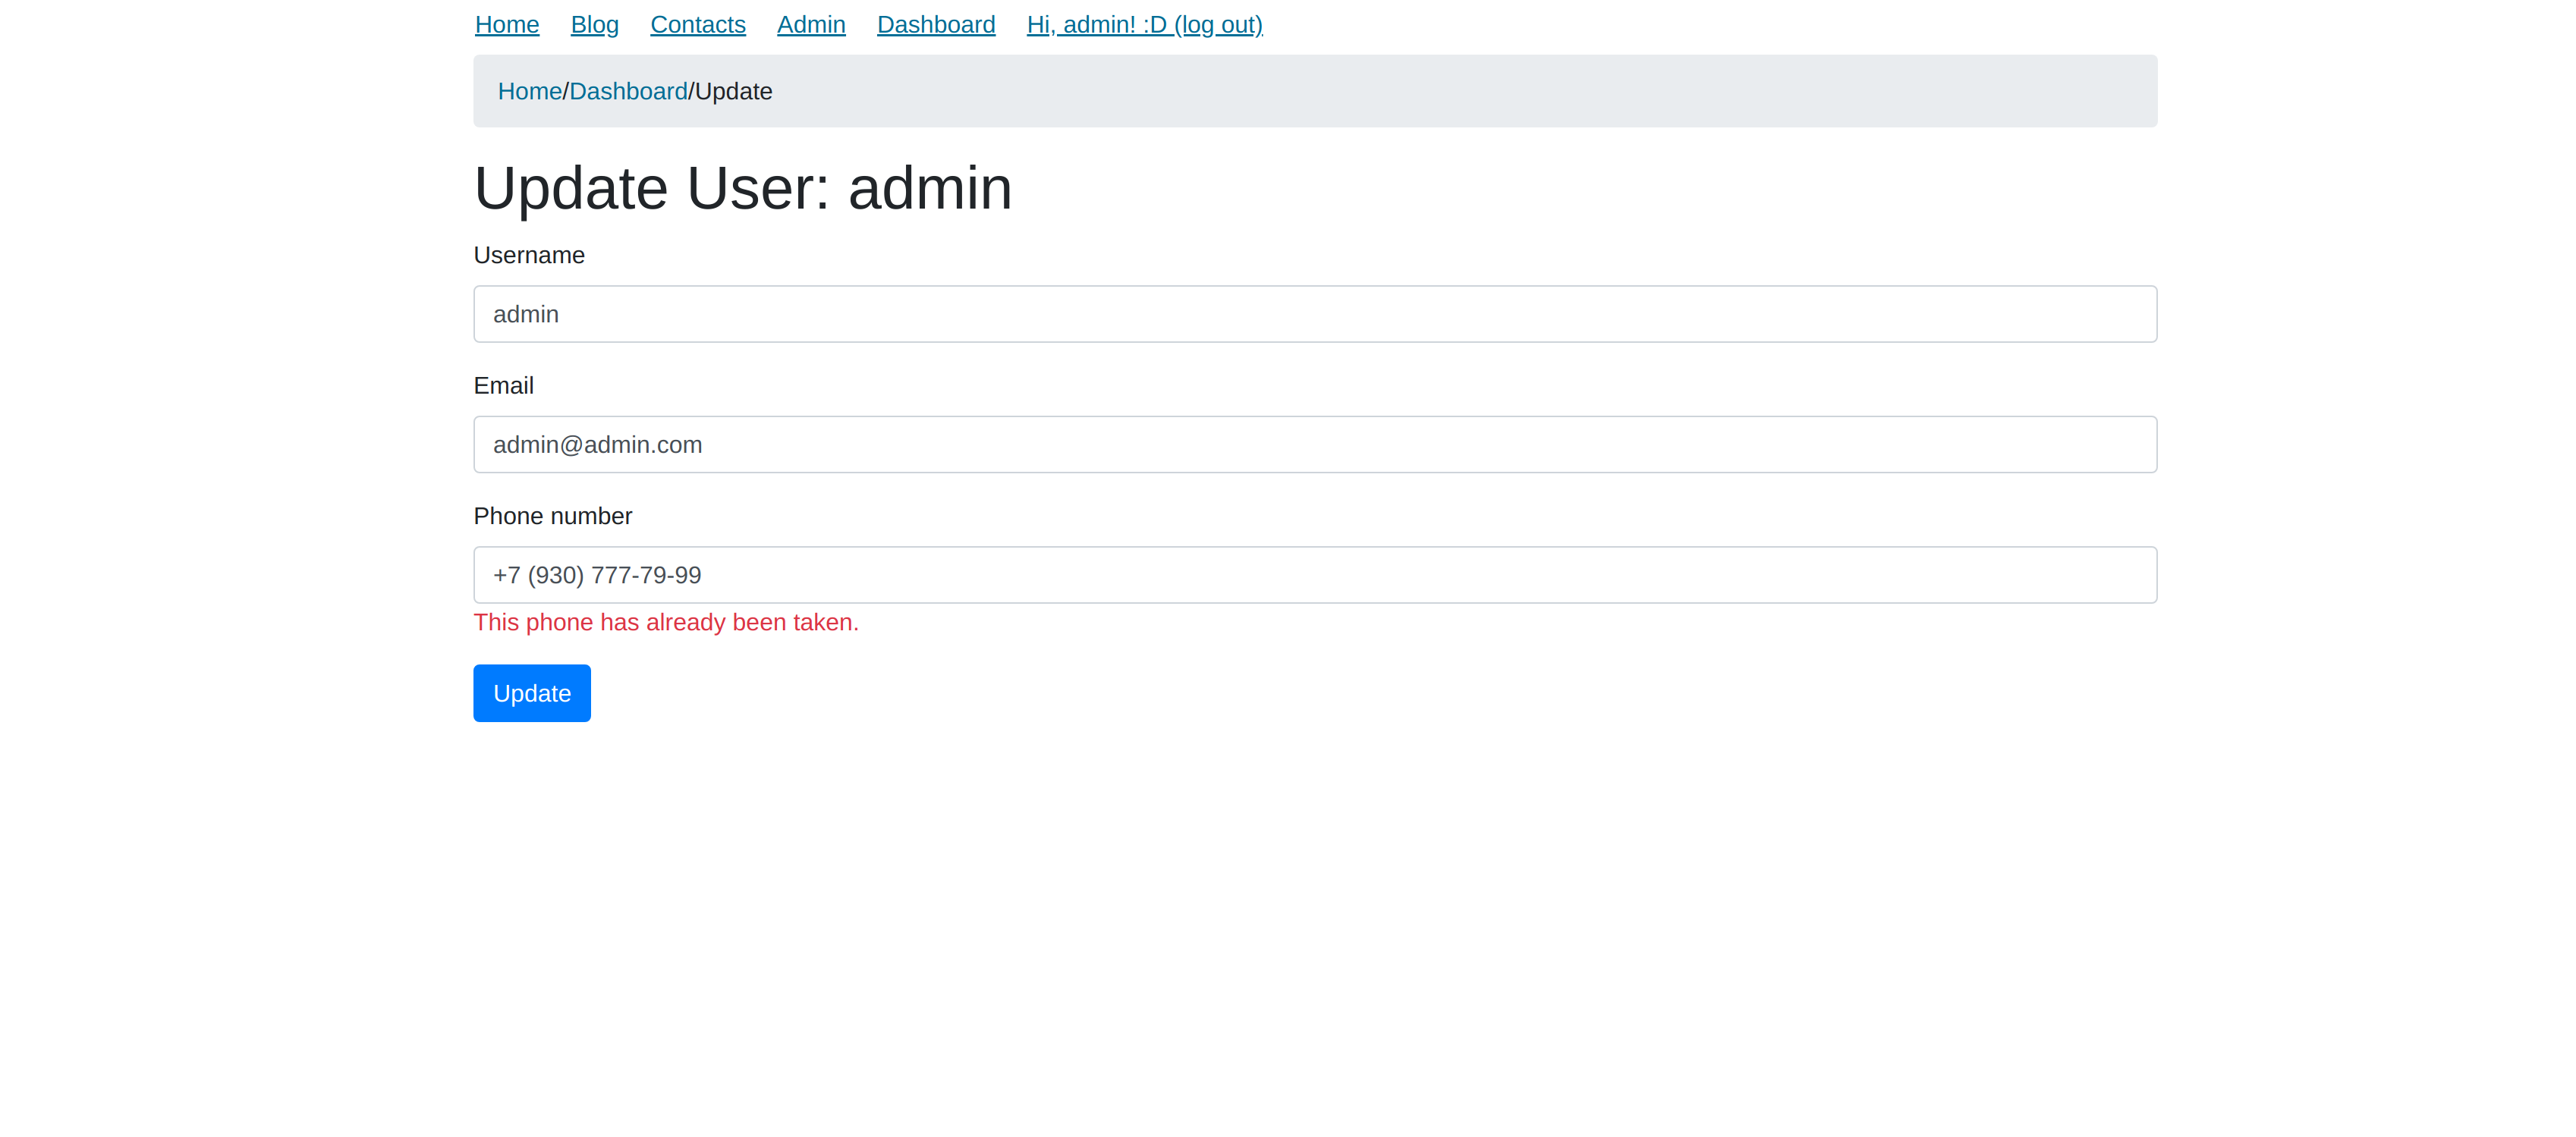 Home Blog Contacts Admin Dashboard Hi, admin! :D (log out)
Home/Dashboard/Update
Update User: admin
Username
admin
Email
admin@admin.com
Phone number
+7 (930) 777-79-99
This phone has already been taken.
Update